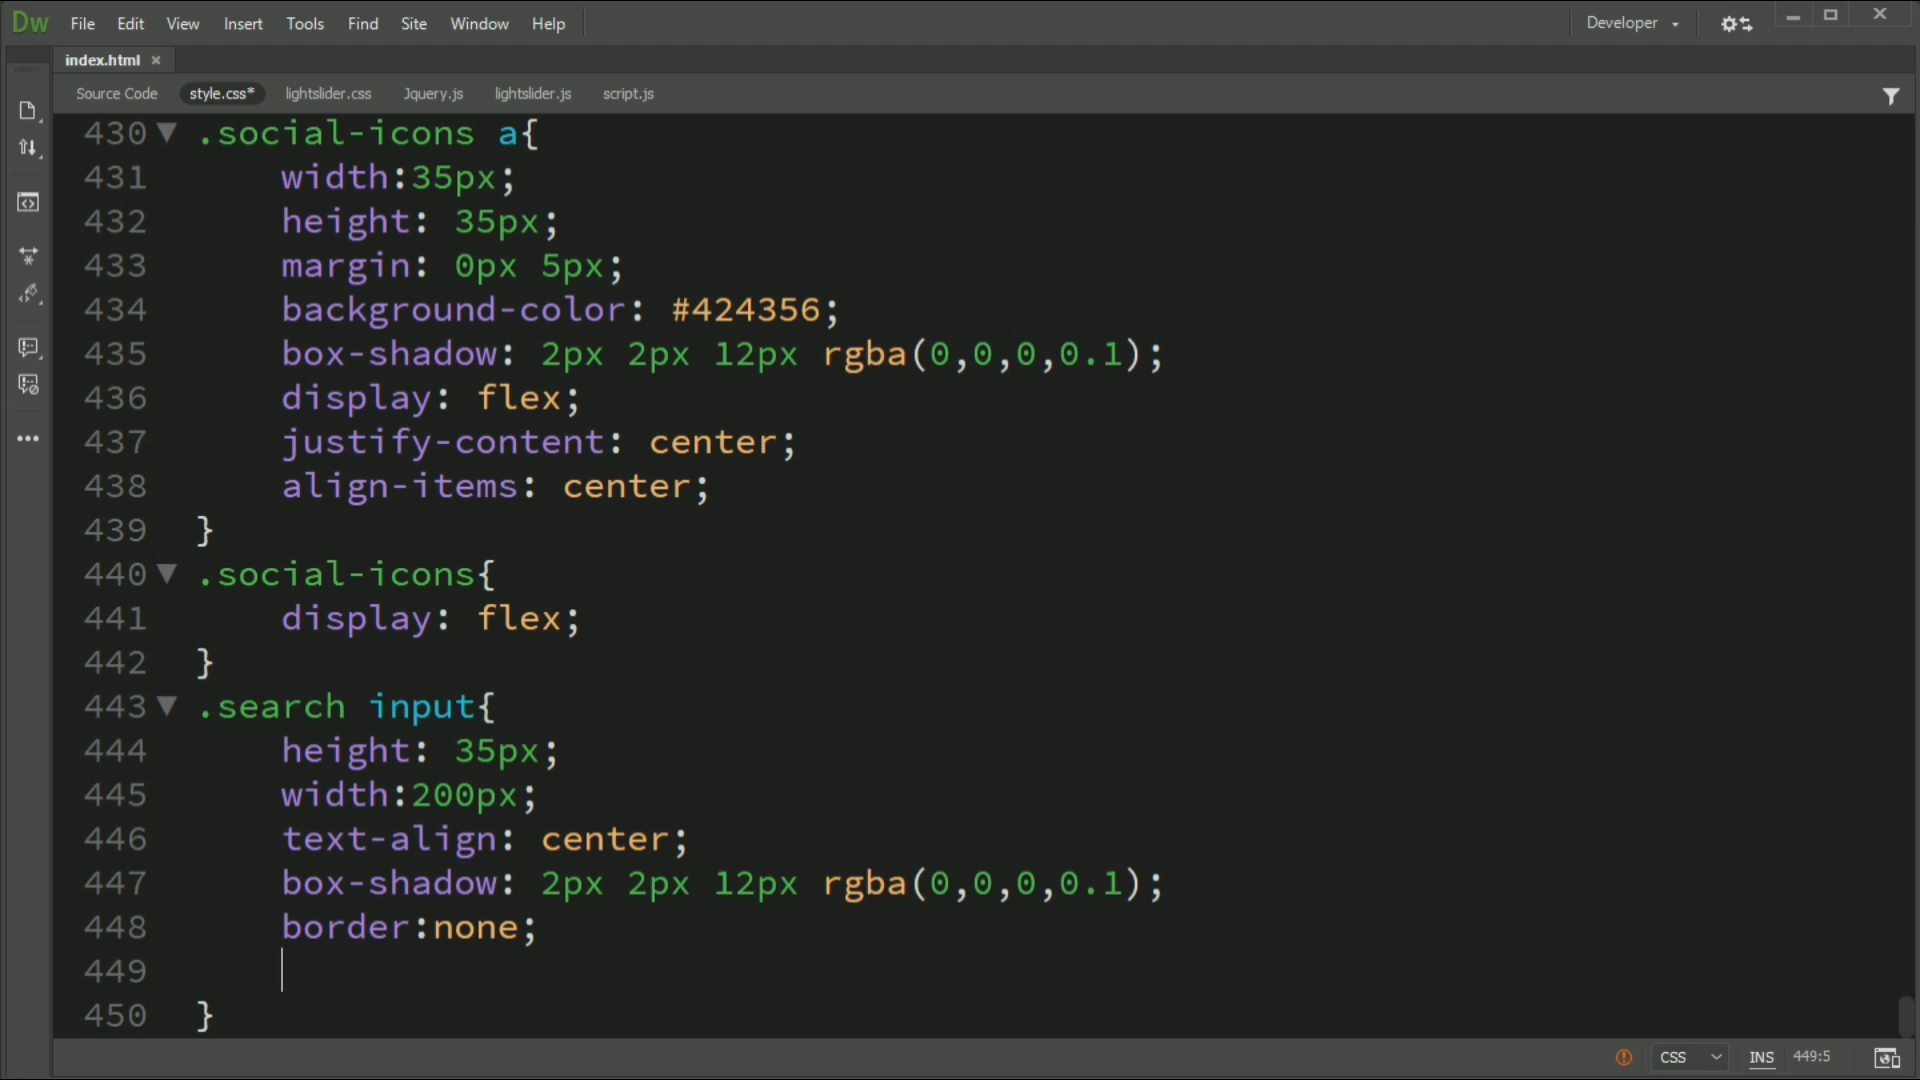 Dw File Edit View Insert Tools Find Site Window Help Developer
index.html ×
Source Code style.css* lightslider.css Jquery.js lightslider.js script.js
430 .social-icons a{
431 width:35px;
432 height: 35px;
433 margin: 0px 5px;
434 background-color: #424356;
435 box-shadow: 2px 2px 12px rgba(0,0,0,0.1);
436 display: flex;
437 justify-content: center;
438 align-items: center;
439 }
440 .social-icons{
441 display: flex;
442 }
443 .search input{
444 height: 35px;
445 width:200px;
446 text-align: center;
447 box-shadow: 2px 2px 12px rgba(0,0,0,0.1);
448 border:none;
449
450 }
CSS INS 449:5